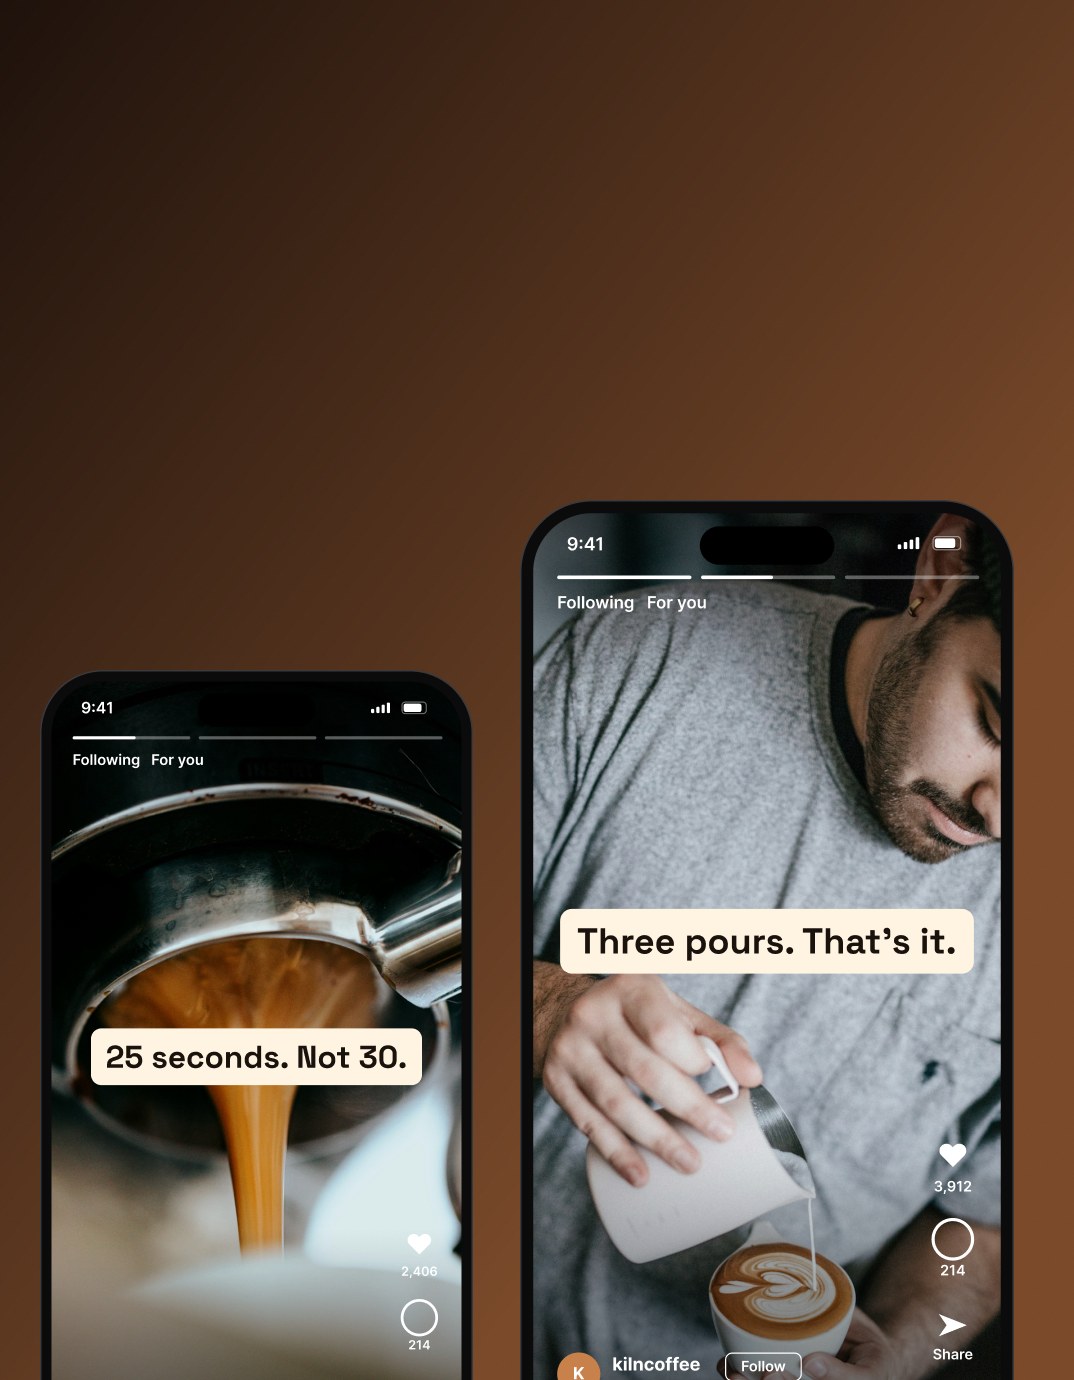 9:41
Following For you
25 seconds. Not 30.
2,406
214
9:41
Following For you
Three pours. That’s it.
3,912
214
Share
K
kilncoffee
Follow